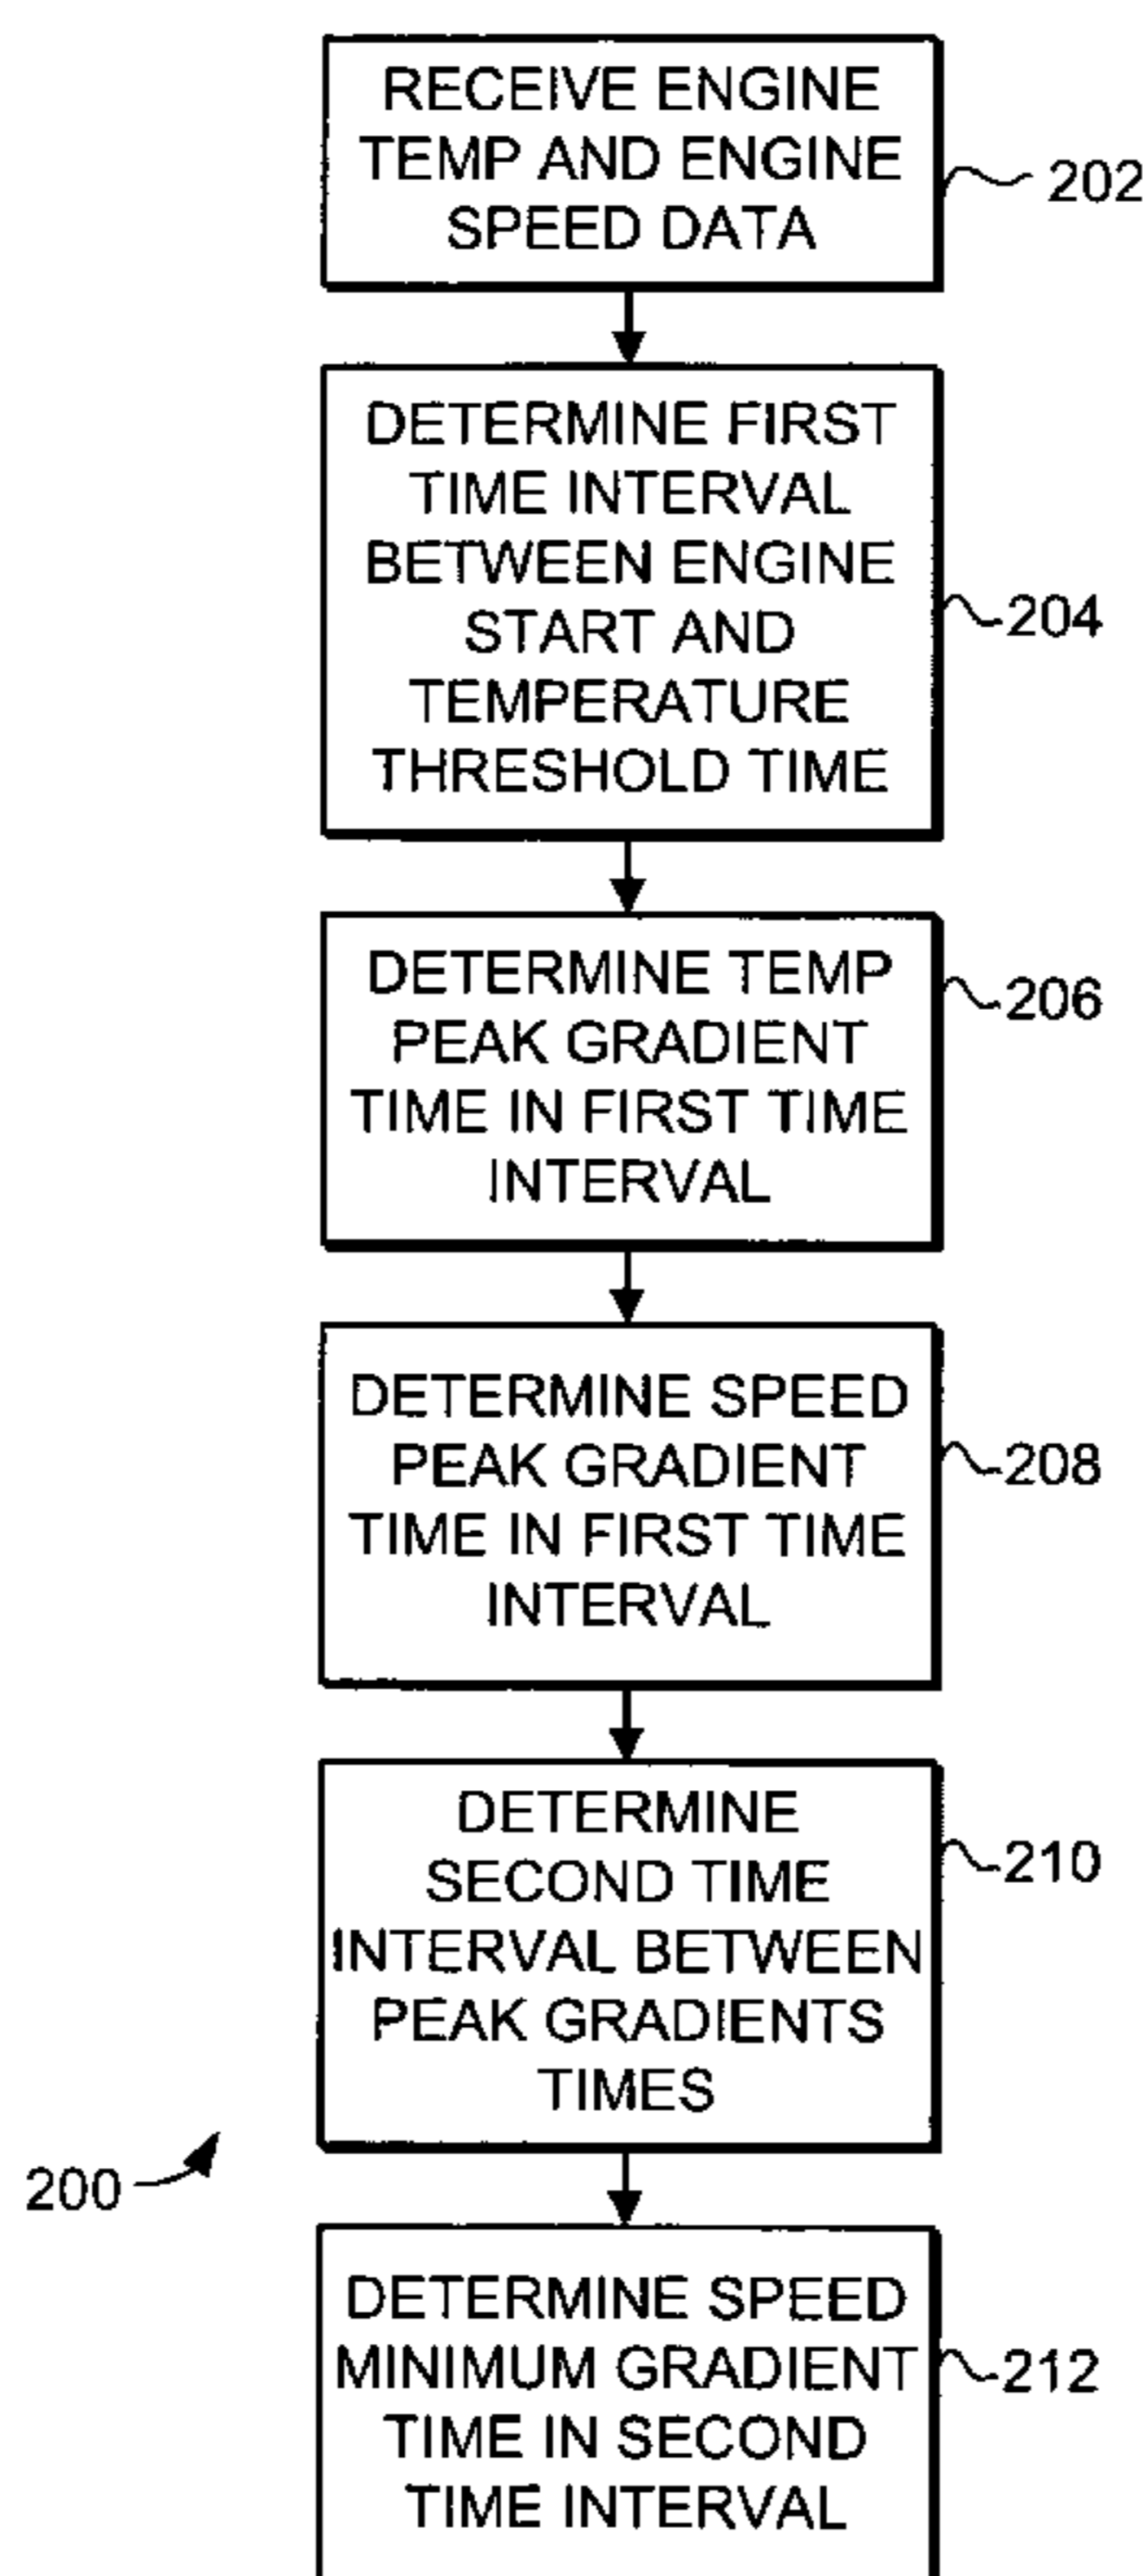 RECEIVE ENGINE
TEMP AND ENGINE
SPEED DATA
202
DETERMINE FIRST
TIME INTERVAL
BETWEEN ENGINE
START AND
TEMPERATURE
THRESHOLD TIME
204
DETERMINE TEMP
PEAK GRADIENT
TIME IN FIRST TIME
INTERVAL
206
DETERMINE SPEED
PEAK GRADIENT
TIME IN FIRST TIME
INTERVAL
208
DETERMINE
SECOND TIME
INTERVAL BETWEEN
PEAK GRADIENTS
TIMES
210
200
DETERMINE SPEED
MINIMUM GRADIENT
TIME IN SECOND
TIME INTERVAL
212